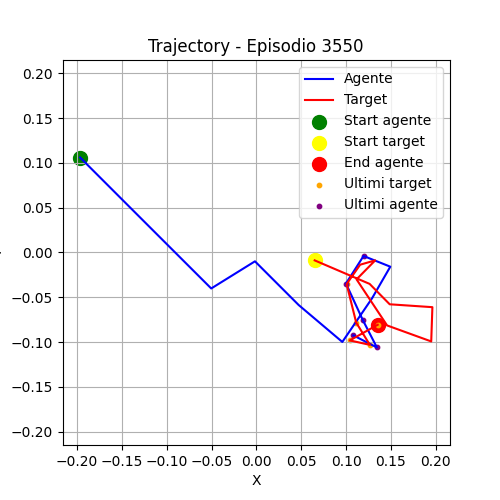 Trajectory - Episodio 3550
Agente
Target
Start agente
Start target
End agente
Ultimi target
Ultimi agente
0.20
0.15
0.10
0.05
0.00
−0.05
−0.10
−0.15
−0.20
−0.20 −0.15 −0.10 −0.05 0.00 0.05 0.10 0.15 0.20
X